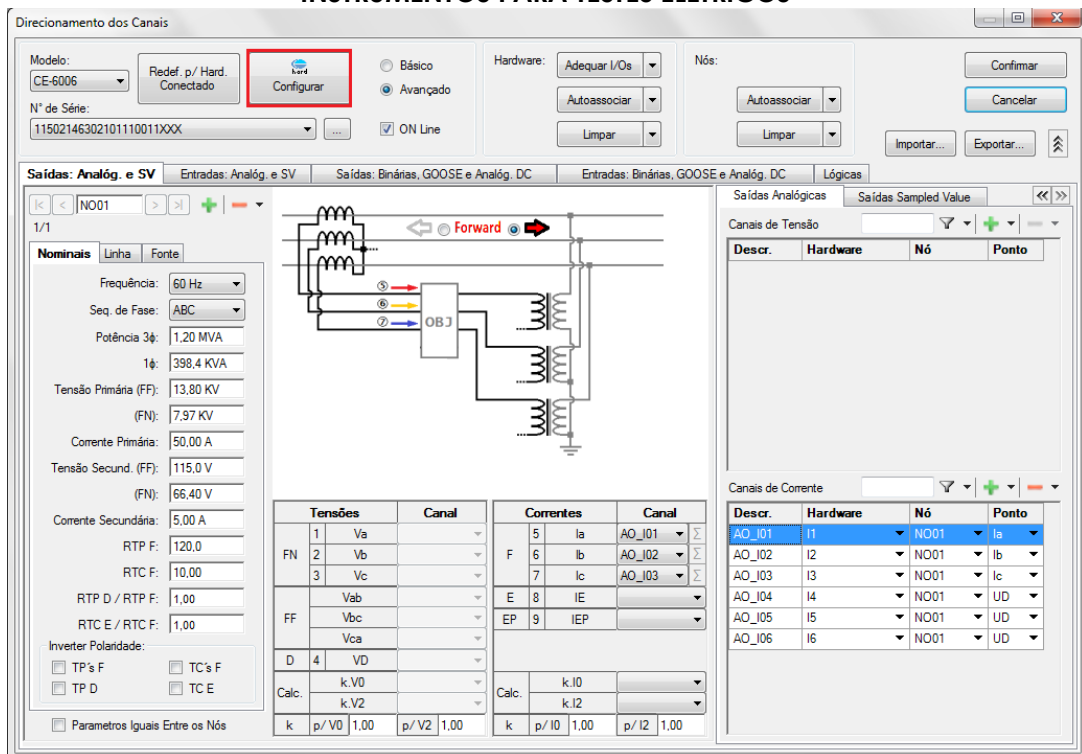 INSTRUMENTOS PARA TESTES ELÉTRICOS
Direcionamento dos Canais
Modelo:
CE-6006
Redef. p/ Hard. Conectado
hard
Configurar
Básico
Avançado
ON Line
N° de Série:
11502146302101110011XXX
...
Hardware:
Adequar I/Os
Autoassociar
Limpar
Nós:
Autoassociar
Limpar
Confirmar
Cancelar
Importar...
Exportar...
Saídas: Analóg. e SV
Entradas: Analóg. e SV
Saídas: Binárias, GOOSE e Analóg. DC
Entradas: Binárias, GOOSE e Analóg. DC
Lógicas
NO01
1/1
Nominais
Linha
Fonte
Frequência: 60 Hz
Seq. de Fase: ABC
Potência 3ϕ: 1,20 MVA
1ϕ: 398,4 KVA
Tensão Primária (FF): 13,80 KV
(FN): 7,97 KV
Corrente Primária: 50,00 A
Tensão Secund. (FF): 115,0 V
(FN): 66,40 V
Corrente Secundária: 5,00 A
RTP F: 120,0
RTC F: 10,00
RTP D / RTP F: 1,00
RTC E / RTC F: 1,00
Inverter Polaridade:
TP's F
TC's F
TP D
TC E
Parametros Iguais Entre os Nós
Forward
5
6
7
OBJ
Tensões Canal
FN
1 Va
2 Vb
3 Vc
FF
Vab
Vbc
Vca
D 4 VD
Calc.
k.V0
k.V2
k p/ V0 1,00 p/ V2 1,00
Correntes Canal
F
5 Ia AO_I01 Σ
6 Ib AO_I02 Σ
7 Ic AO_I03 Σ
E 8 IE
EP 9 IEP
Calc.
k.I0
k.I2
k p/ I0 1,00 p/ I2 1,00
Saídas Analógicas
Saídas Sampled Value
Canais de Tensão
Descr. Hardware Nó Ponto
Canais de Corrente
Descr. Hardware Nó Ponto
AO_I01 I1 NO01 Ia
AO_I02 I2 NO01 Ib
AO_I03 I3 NO01 Ic
AO_I04 I4 NO01 UD
AO_I05 I5 NO01 UD
AO_I06 I6 NO01 UD